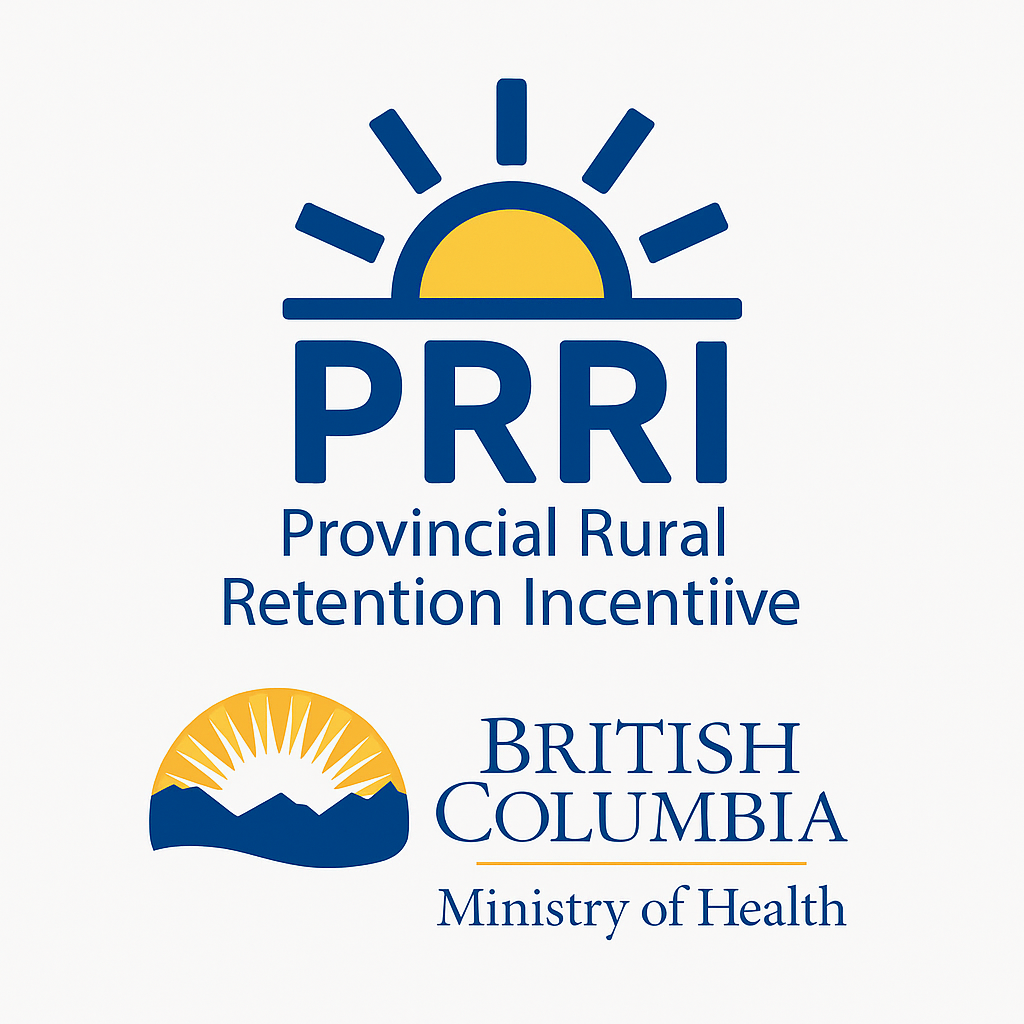 PRRI
Provincial Rural
Retention Incentiive
BRITISH
COLUMBIA
Ministry of Health